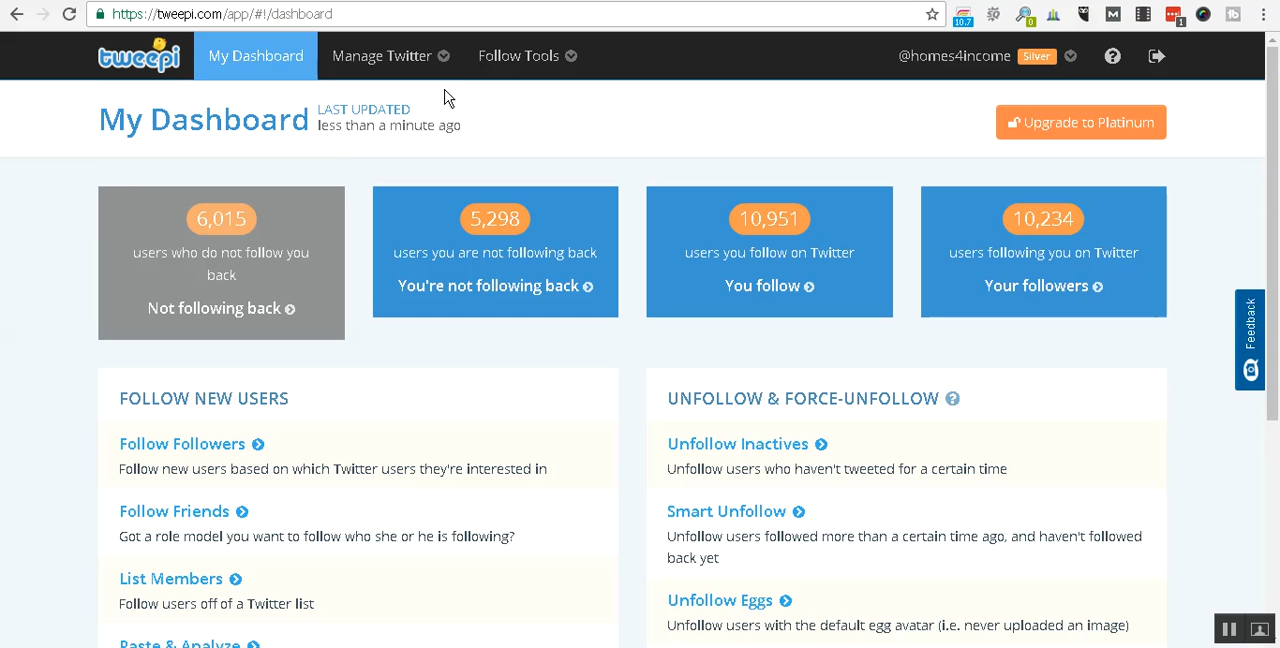 https://tweepi.com/app/#!/dashboard
10.7
0
M
1
tweepi
My Dashboard
Manage Twitter
Follow Tools
@homes4income
Silver
?
My Dashboard
LAST UPDATED
less than a minute ago
Upgrade to Platinum
6,015
users who do not follow you
back
Not following back
5,298
users you are not following back
You're not following back
10,951
users you follow on Twitter
You follow
10,234
users following you on Twitter
Your followers
Feedback
FOLLOW NEW USERS
Follow Followers
Follow new users based on which Twitter users they're interested in
Follow Friends
Got a role model you want to follow who she or he is following?
List Members
Follow users off of a Twitter list
Paste & Analyze
UNFOLLOW & FORCE-UNFOLLOW ?
Unfollow Inactives
Unfollow users who haven't tweeted for a certain time
Smart Unfollow
Unfollow users followed more than a certain time ago, and haven't followed
back yet
Unfollow Eggs
Unfollow users with the default egg avatar (i.e. never uploaded an image)